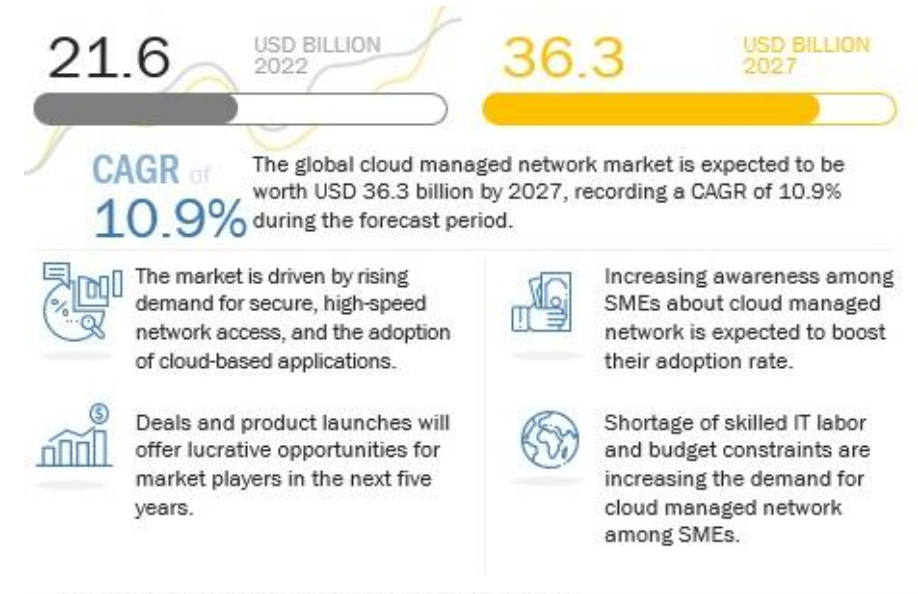 21.6
USD BILLION
2022
36.3
USD BILLION
2027
CAGR of
10.9%
The global cloud managed network market is expected to be
worth USD 36.3 billion by 2027, recording a CAGR of 10.9%
during the forecast period.
The market is driven by rising
demand for secure, high-speed
network access, and the adoption
of cloud-based applications.
Increasing awareness among
SMEs about cloud managed
network is expected to boost
their adoption rate.
Deals and product launches will
offer lucrative opportunities for
market players in the next five
years.
Shortage of skilled IT labor
and budget constraints are
increasing the demand for
cloud managed network
among SMEs.